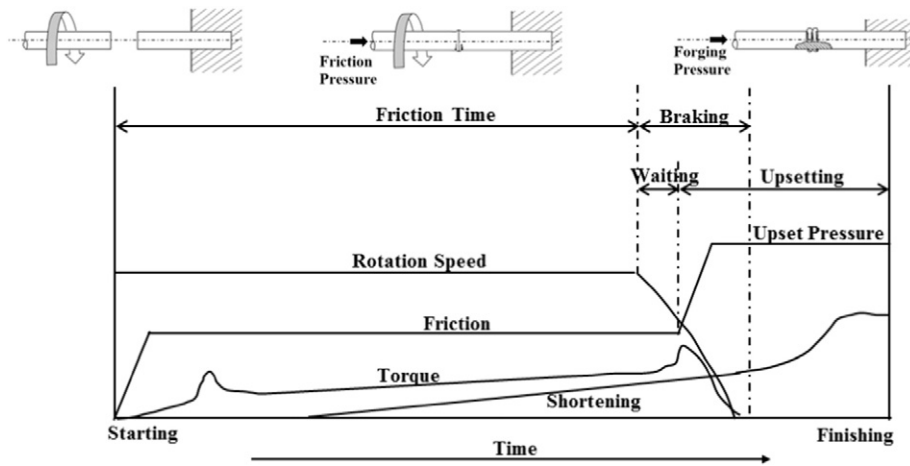 Friction
Pressure
Forging
Pressure
Friction Time
Braking
Waiting
Upsetting
Upset Pressure
Rotation Speed
Friction
Torque
Shortening
Starting
Finishing
Time